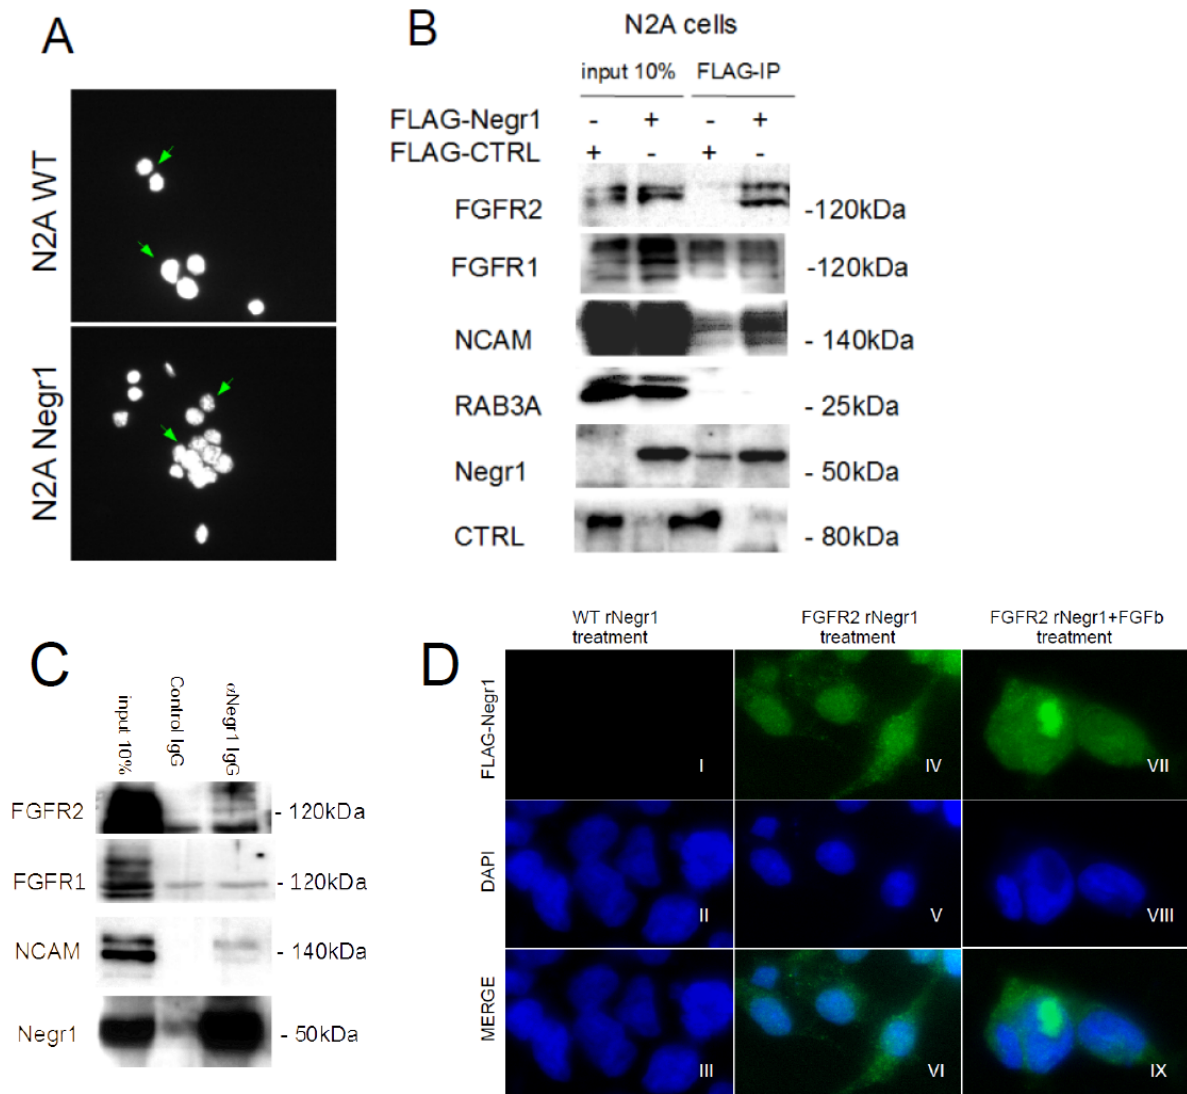 A
N2A WT
N2A Negr1
B
N2A cells
input 10% FLAG-IP
FLAG-Negr1 - + - +
FLAG-CTRL + - + -
FGFR2 -120kDa
FGFR1 -120kDa
NCAM - 140kDa
RAB3A - 25kDa
Negr1 - 50kDa
CTRL - 80kDa
C
input 10%
Control IgG
αNegr1 IgG
FGFR2 - 120kDa
FGFR1 - 120kDa
NCAM - 140kDa
Negr1 - 50kDa
D
WT rNegr1
treatment
FGFR2 rNegr1
treatment
FGFR2 rNegr1+FGFb
treatment
FLAG-Negr1
I
IV
VII
DAPI
II
V
VIII
MERGE
III
VI
IX